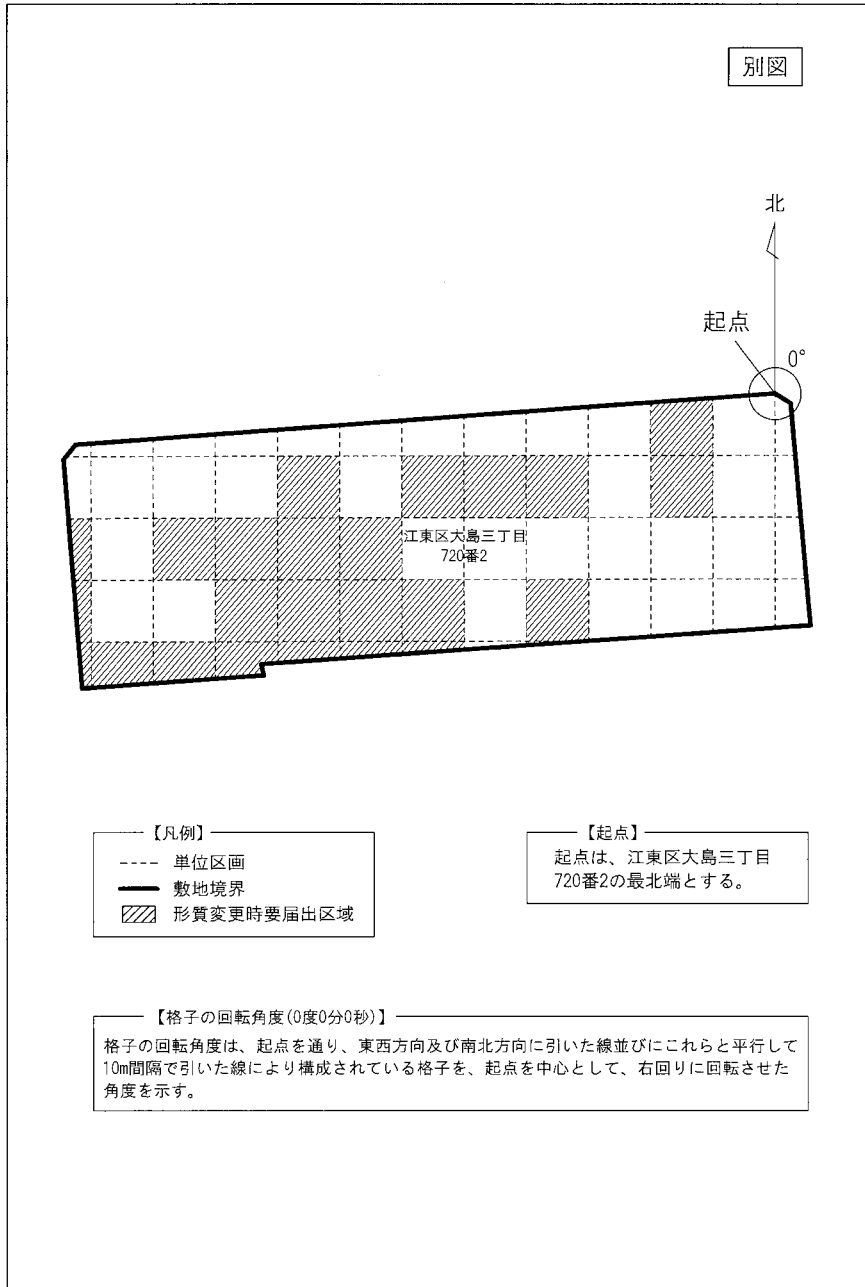 別図
北
起点
0°
江東区大島三丁目
720番2
【凡例】
単位区画
敷地境界
形質変更時要届出区域
【起点】
起点は、江東区大島三丁目
720番2の最北端とする。
【格子の回転角度(0度0分0秒)】
格子の回転角度は、起点を通り、東西方向及び南北方向に引いた線並びにこれらと平行して
10m間隔で引いた線により構成されている格子を、起点を中心として、右回りに回転させた
角度を示す。